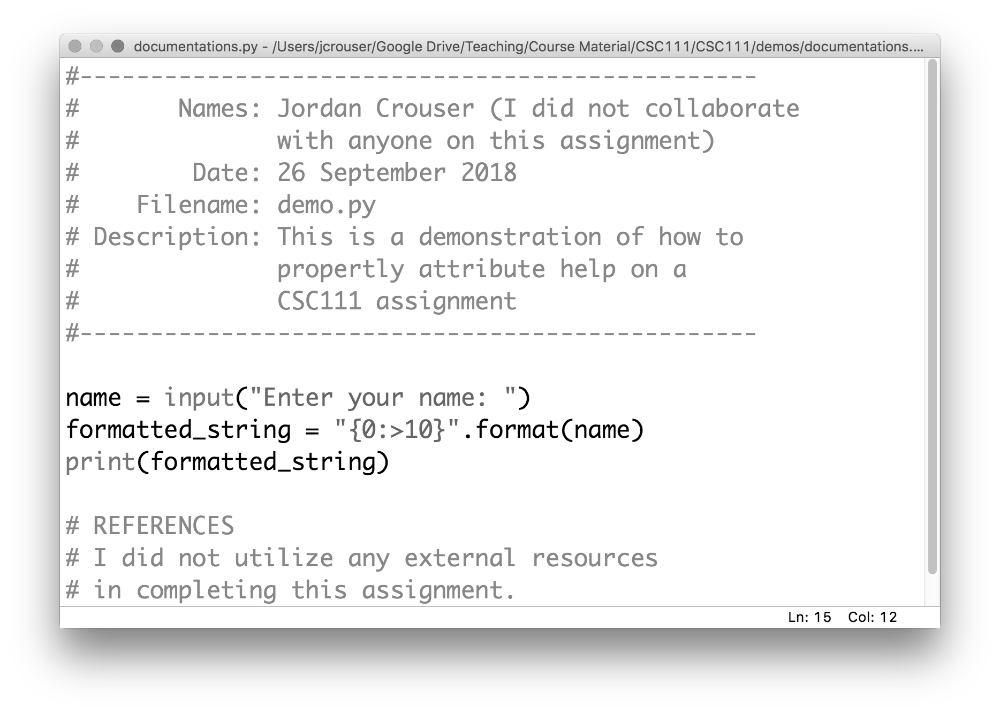 documentations.py - /Users/jcrouser/Google Drive/Teaching/Course Material/CSC111/CSC111/demos/documentations....
#------------------------------------------------
#       Names: Jordan Crouser (I did not collaborate
#              with anyone on this assignment)
#        Date: 26 September 2018
#    Filename: demo.py
# Description: This is a demonstration of how to
#              propertly attribute help on a
#              CSC111 assignment
#------------------------------------------------
name = input("Enter your name: ")
formatted_string = "{0:>10}".format(name)
print(formatted_string)
# REFERENCES
# I did not utilize any external resources
# in completing this assignment.
Ln: 15 Col: 12